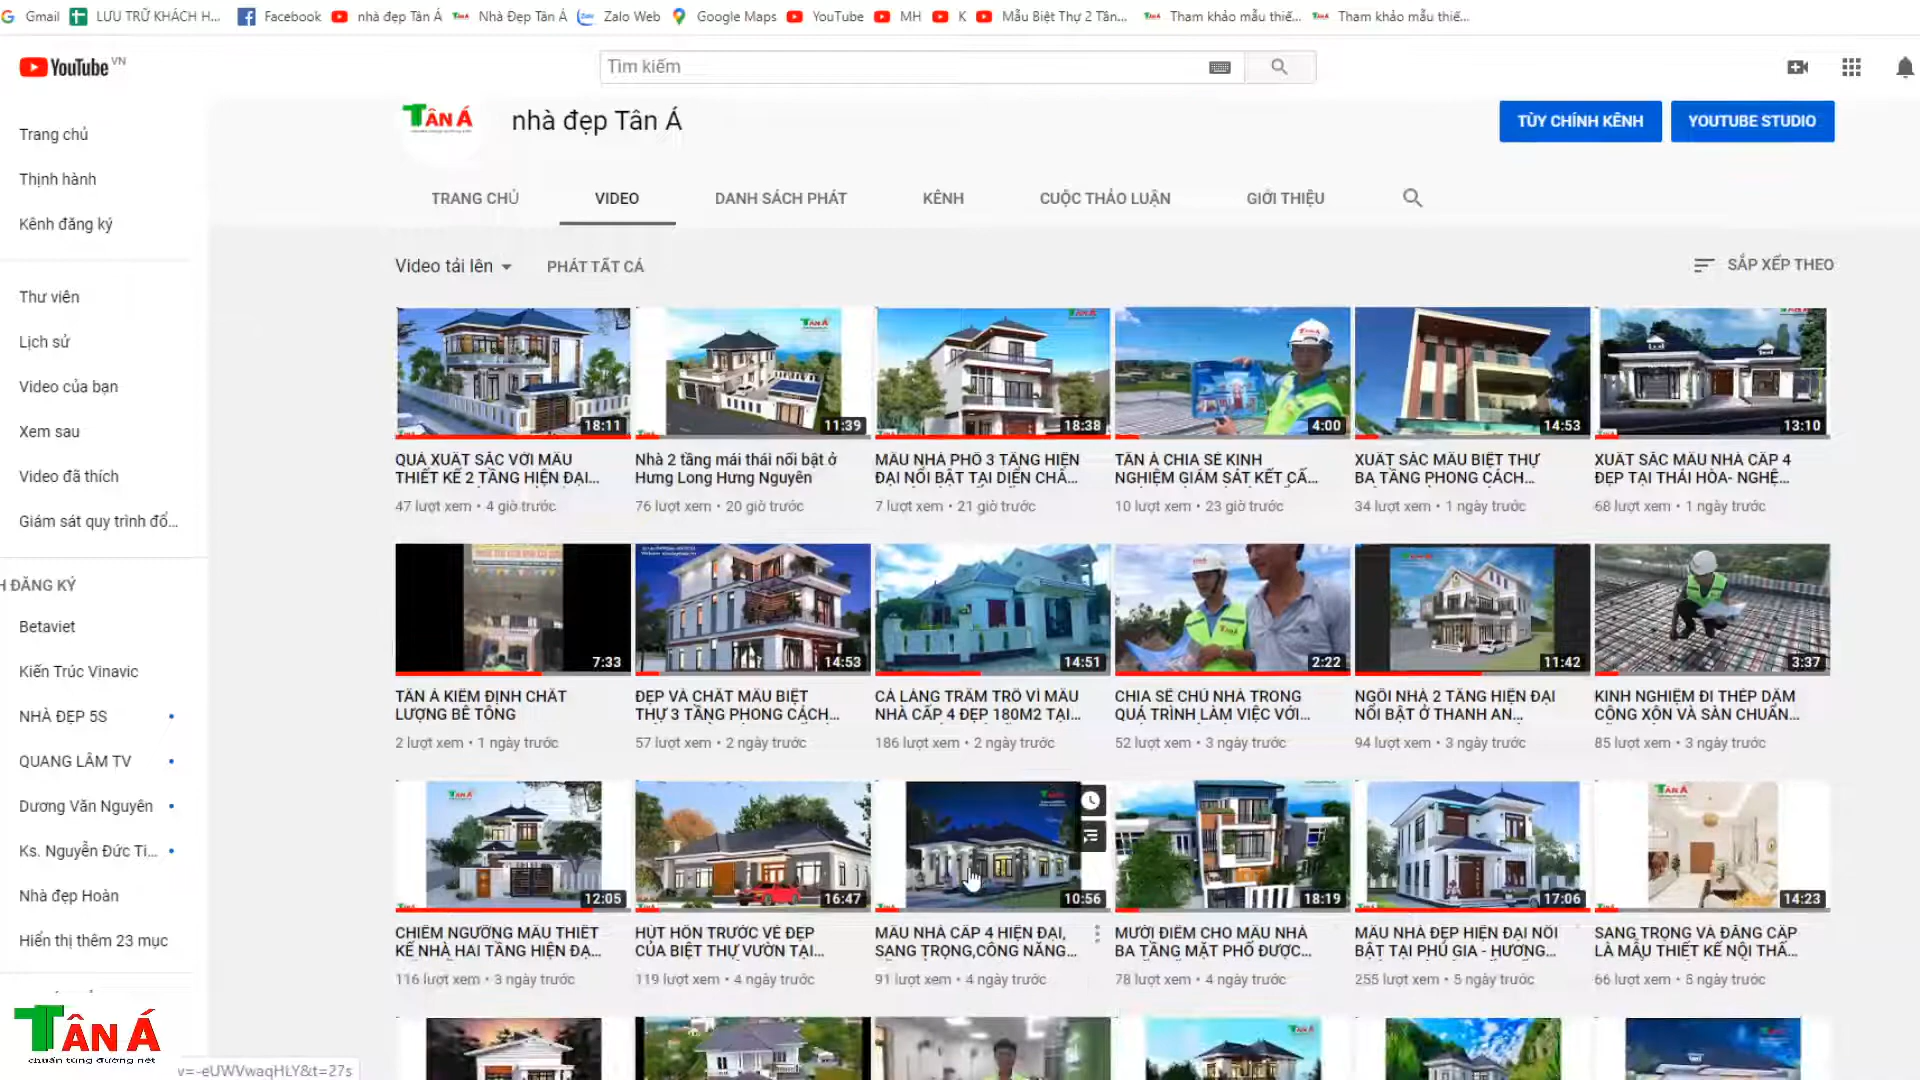 Gmail LƯU TRỮ KHÁCH H... Facebook nhà đẹp Tân Á Nhà Đẹp Tân Á Zalo Web Google Maps YouTube MH K Mẫu Biệt Thự 2 Tân... Tham khảo mẫu thiế... Tham khảo mẫu thiế...
YouTube VN
Tìm kiếm
TÂN Á
nhà đẹp Tân Á
TÙY CHỈNH KÊNH
YOUTUBE STUDIO
Trang chủ
Thịnh hành
Kênh đăng ký
TRANG CHỦ VIDEO DANH SÁCH PHÁT KÊNH CUỘC THẢO LUẬN GIỚI THIỆU
Video tải lên PHÁT TẤT CẢ
SẮP XẾP THEO
Thư viện
Lịch sử
Video của bạn
Xem sau
Video đã thích
Giám sát quy trình đổ...
H ĐĂNG KÝ
Betaviet
Kiến Trúc Vinavic
NHÀ ĐẸP 5S
QUANG LÂM TV
Dương Văn Nguyên
Ks. Nguyễn Đức Ti...
Nhà đẹp Hoàn
Hiển thị thêm 23 mục
18:11
QUÁ XUẤT SẮC VỚI MẪU
THIẾT KẾ 2 TẦNG HIỆN ĐẠI...
47 lượt xem • 4 giờ trước
TÂN Á
11:39
Nhà 2 tầng mái thái nổi bật ở
Hưng Long Hưng Nguyên
76 lượt xem • 20 giờ trước
TÂN Á
18:38
MẪU NHÀ PHỐ 3 TẦNG HIỆN
ĐẠI NỔI BẬT TẠI DIỄN CHÂ...
7 lượt xem • 21 giờ trước
4:00
TÂN Á CHIA SẺ KINH
NGHIỆM GIÁM SÁT KẾT CẤ...
10 lượt xem • 23 giờ trước
14:53
XUẤT SẮC MẪU BIỆT THỰ
BA TẦNG PHONG CÁCH...
34 lượt xem • 1 ngày trước
13:10
XUẤT SẮC MẪU NHÀ CẤP 4
ĐẸP TẠI THÁI HÒA- NGHỆ...
68 lượt xem • 1 ngày trước
7:33
TÂN Á KIỂM ĐỊNH CHẤT
LƯỢNG BÊ TÔNG
2 lượt xem • 1 ngày trước
14:53
ĐẸP VÀ CHẤT MẪU BIỆT
THỰ 3 TẦNG PHONG CÁCH...
57 lượt xem • 2 ngày trước
14:51
CẢ LÀNG TRẦM TRỒ VÌ MẪU
NHÀ CẤP 4 ĐẸP 180M2 TẠI...
186 lượt xem • 2 ngày trước
TÂN Á
2:22
CHIA SẺ CHỦ NHÀ TRONG
QUÁ TRÌNH LÀM VIỆC VỚI...
52 lượt xem • 3 ngày trước
11:42
NGÔI NHÀ 2 TẦNG HIỆN ĐẠI
NỔI BẬT Ở THANH AN...
94 lượt xem • 3 ngày trước
3:37
KINH NGHIỆM ĐI THÉP DẦM
CÔNG XÔN VÀ SÀN CHUẨN...
85 lượt xem • 3 ngày trước
TÂN Á
12:05
CHIÊM NGƯỠNG MẪU THIẾT
KẾ NHÀ HAI TẦNG HIỆN ĐẠ...
116 lượt xem • 3 ngày trước
16:47
HÚT HỒN TRƯỚC VẺ ĐẸP
CỦA BIỆT THỰ VƯỜN TẠI...
119 lượt xem • 4 ngày trước
TÂN Á
10:56
MẪU NHÀ CẤP 4 HIỆN ĐẠI,
SANG TRỌNG,CÔNG NĂNG...
91 lượt xem • 4 ngày trước
18:19
MƯỜI ĐIỂM CHO MẪU NHÀ
BA TẦNG MẶT PHỐ ĐƯỢC...
78 lượt xem • 4 ngày trước
17:06
MẪU NHÀ ĐẸP HIỆN ĐẠI NỔI
BẬT TẠI PHÚ GIA - HƯƠNG...
255 lượt xem • 5 ngày trước
TÂN Á
14:23
SANG TRỌNG VÀ ĐẲNG CẤP
LÀ MẪU THIẾT KẾ NỘI THẤ...
66 lượt xem • 5 ngày trước
TÂN Á
chuẩn từng đường nét
v=-eUWVwaqHLY&t=27s